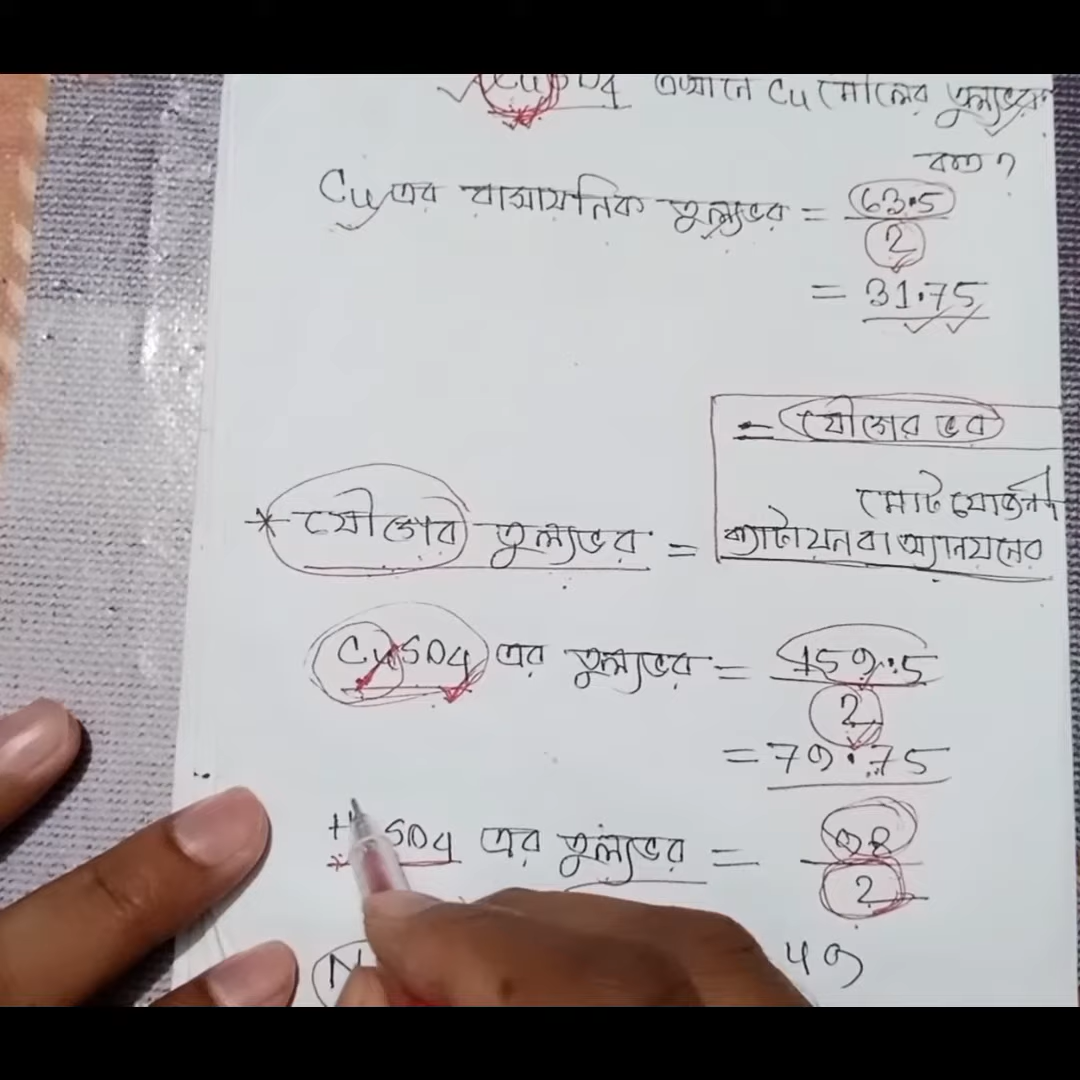 CuSO4 এখানে Cu মৌলের তুল্যভর
কত ?
Cu এর রাসায়নিক তুল্যভর = 63.5
2
= 31.75
= যৌগের ভর
মোট যোজনী
ক্যাটায়ন বা অ্যানায়নের
* যৌগের তুল্যভর =
CuSO4 এর তুল্যভর = 159.5
2
= 79.75
SO4 এর তুল্যভর = 98
2
49
N